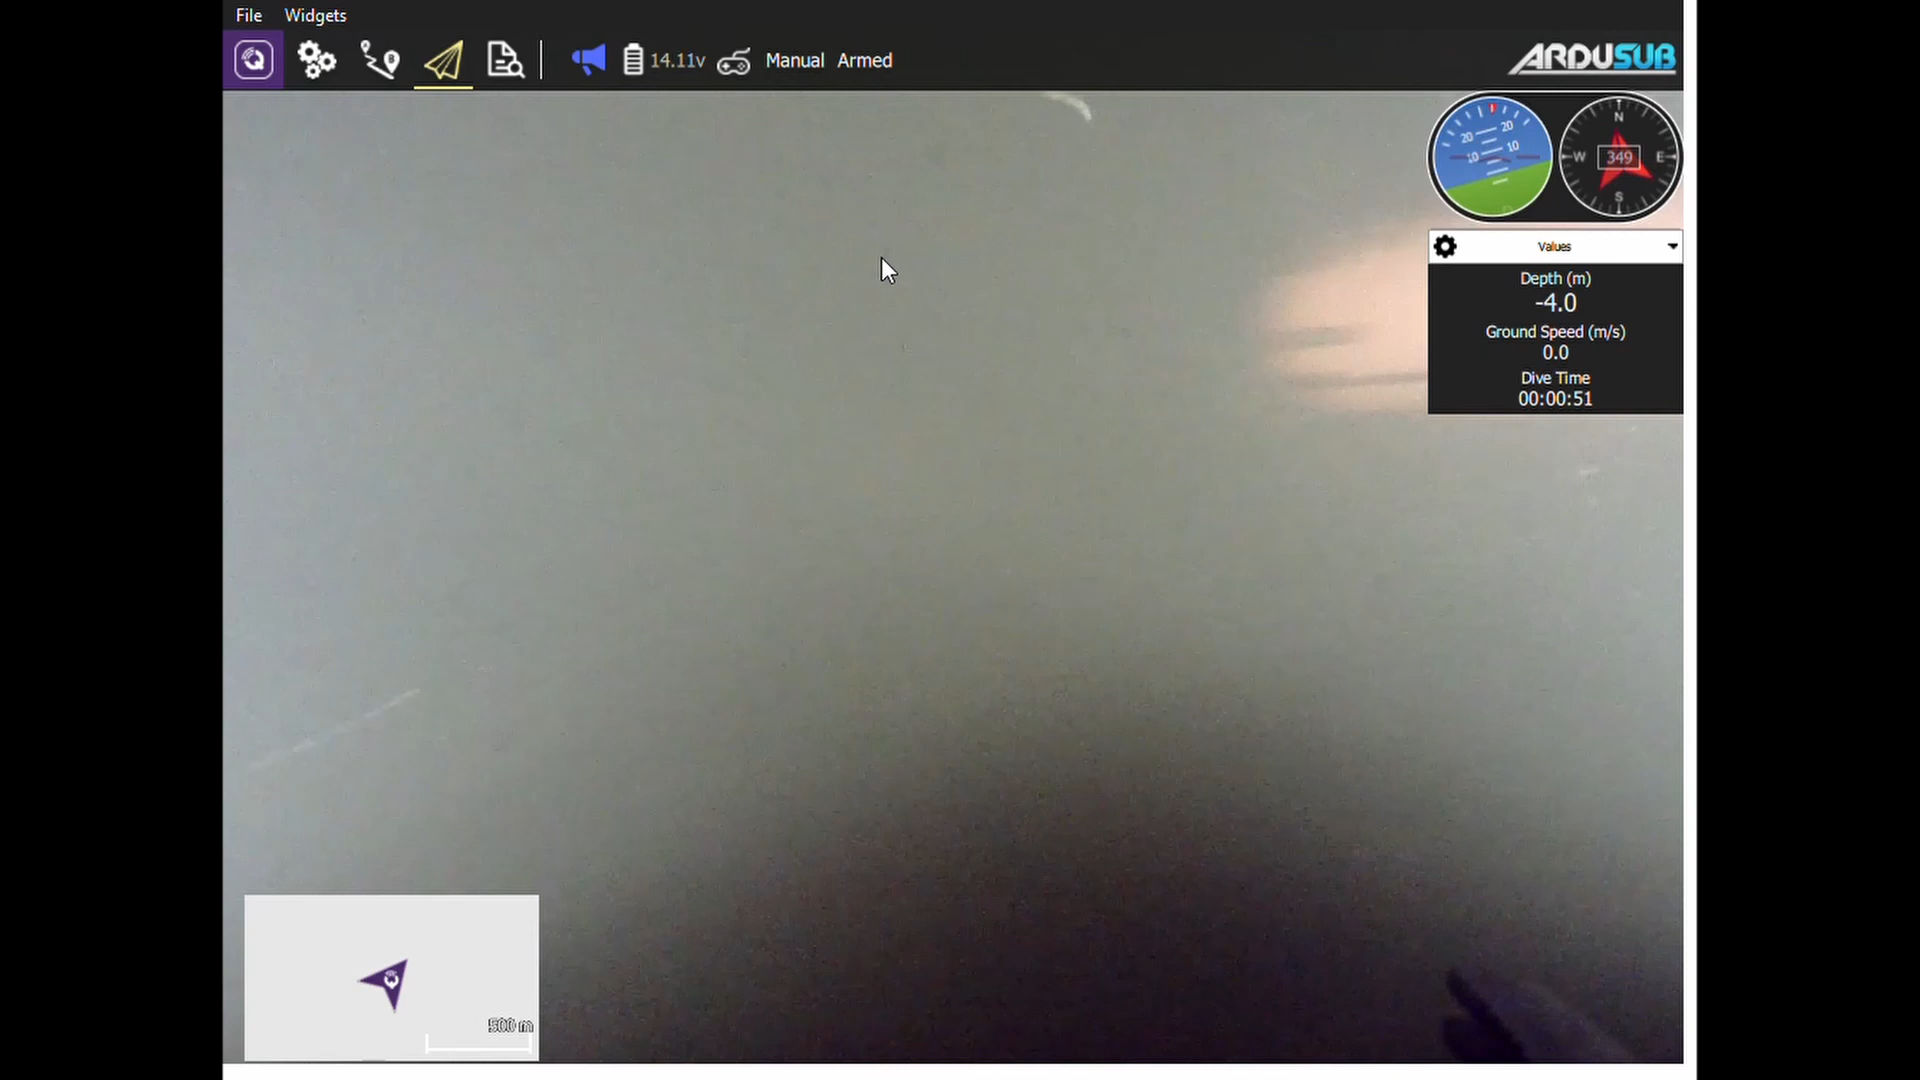 File Widgets
14.11v Manual Armed
ARDUSUB
20 20
10 10
N
W 349 E
S
Values
Depth (m)
-4.0
Ground Speed (m/s)
0.0
Dive Time
00:00:51
500 m